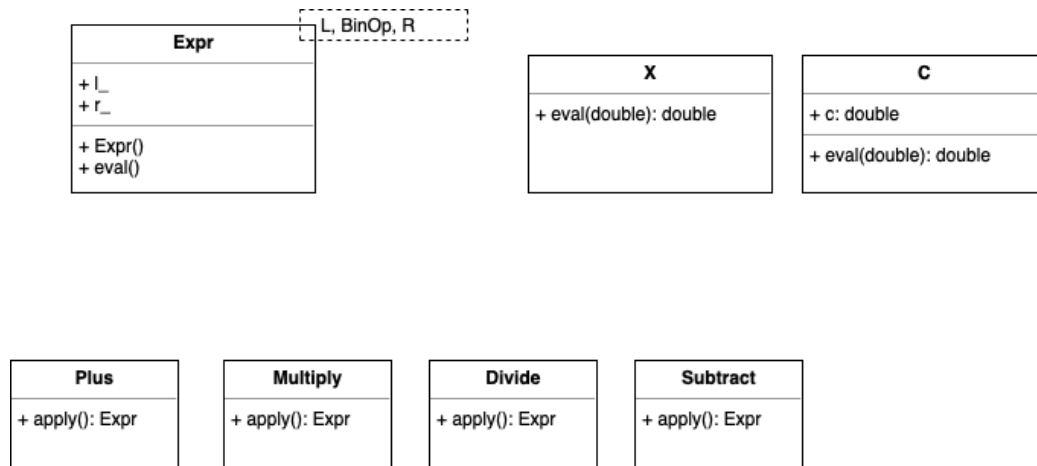 L, BinOp, R
Expr
+ l_
+ r_
+ Expr()
+ eval()
X
+ eval(double): double
C
+ c: double
+ eval(double): double
Plus
+ apply(): Expr
Multiply
+ apply(): Expr
Divide
+ apply(): Expr
Subtract
+ apply(): Expr